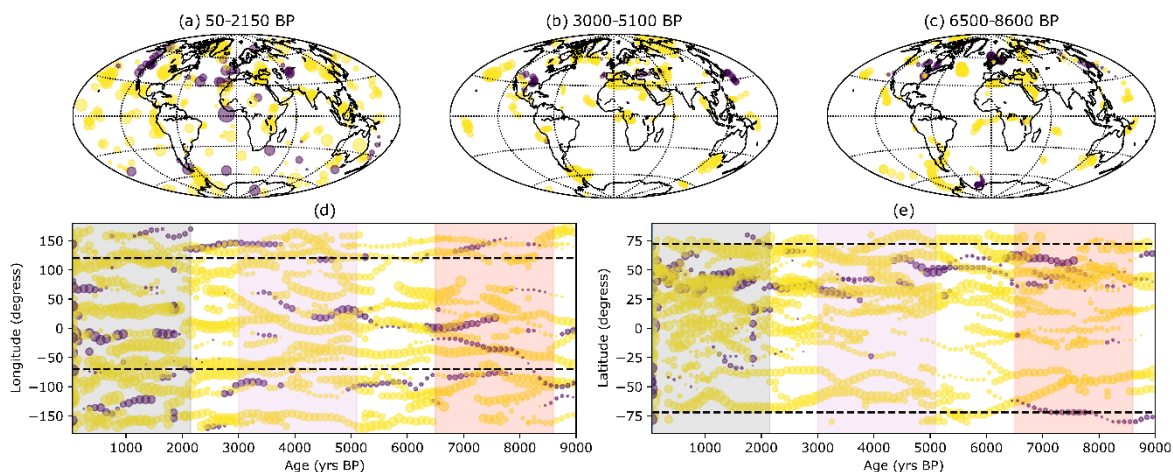 (a) 50-2150 BP
(b) 3000-5100 BP
(c) 6500-8600 BP
(d)
(e)
Longitude (degress)
150
100
50
0
−50
−100
−150
1000 2000 3000 4000 5000 6000 7000 8000 9000
Age (yrs BP)
Latitude (degress)
75
50
25
0
−25
−50
−75
1000 2000 3000 4000 5000 6000 7000 8000 9000
Age (yrs BP)